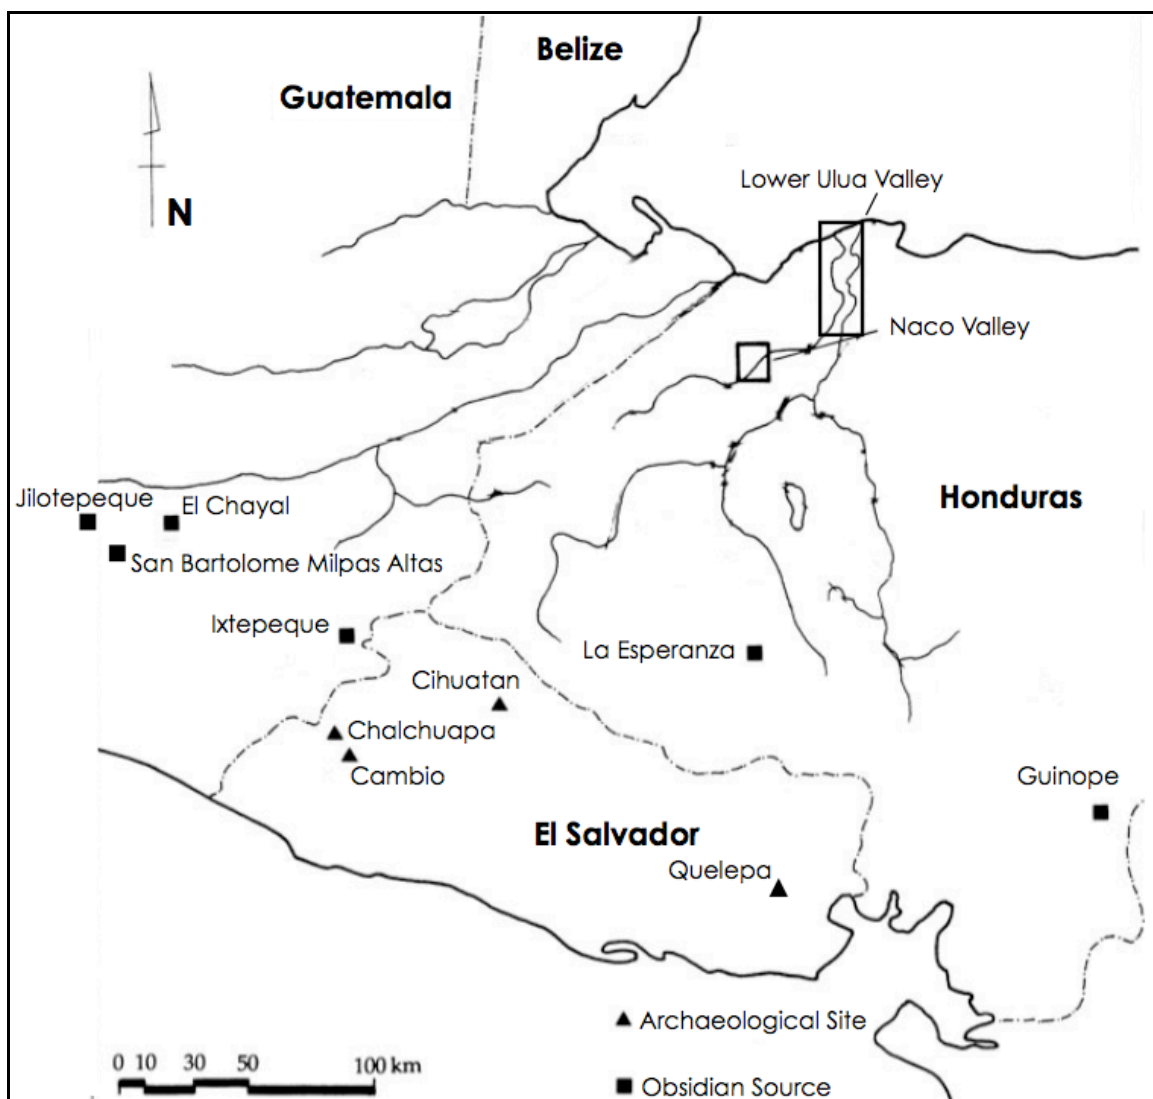 Belize
Guatemala
Lower Ulua Valley
N
Naco Valley
Jilotepeque
El Chayal
Honduras
San Bartolome Milpas Altas
Ixtepeque
La Esperanza
Cihuatan
Chalchuapa
Cambio
Guinope
El Salvador
Quelepa
Archaeological Site
0 10 30 50 100 km
Obsidian Source